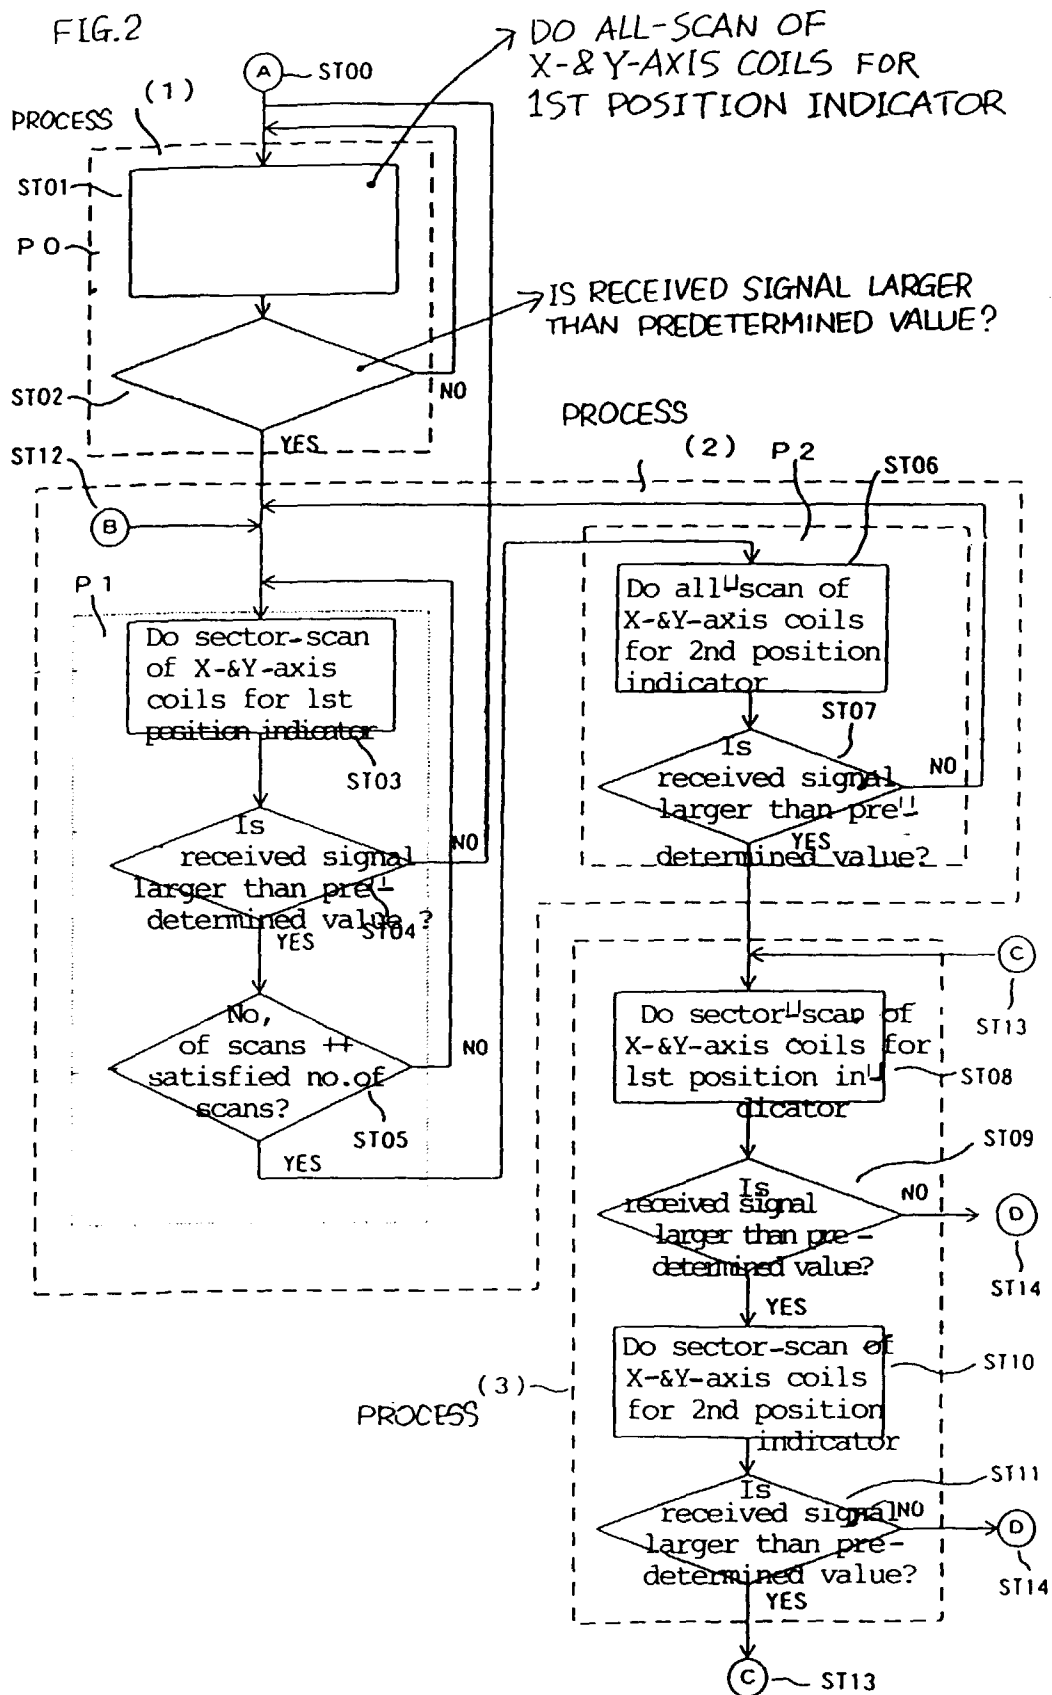 FIG.2
DO ALL-SCAN OF
X-&Y-AXIS COILS FOR
1ST POSITION INDICATOR
A
ST00
(1)
PROCESS
ST01
P0
IS RECEIVED SIGNAL LARGER
THAN PREDETERMINED VALUE?
ST02
NO
YES
ST12
B
PROCESS
(2)
P2
ST06
Do all-scan of
X-&Y-axis coils
for 2nd position
indicator
ST07
Is
received signal
larger than pre-
determined value?
NO
YES
P1
Do sector-scan
of X-&Y-axis
coils for 1st
position indicator
ST03
Is
received signal
larger than pre-
determined value?
NO
ST04
YES
No,
of scans
satisfied no.of
scans?
NO
ST05
YES
C
ST13
Do sector-scan of
X-&Y-axis coils for
1st position in-
dicator
ST08
ST09
Is
received signal
larger than pre-
determined value?
NO
D
ST14
YES
Do sector-scan of
X-&Y-axis coils
for 2nd position
indicator
ST10
(3)
PROCESS
ST11
Is
received signal
larger than pre-
determined value?
NO
D
ST14
YES
C
ST13